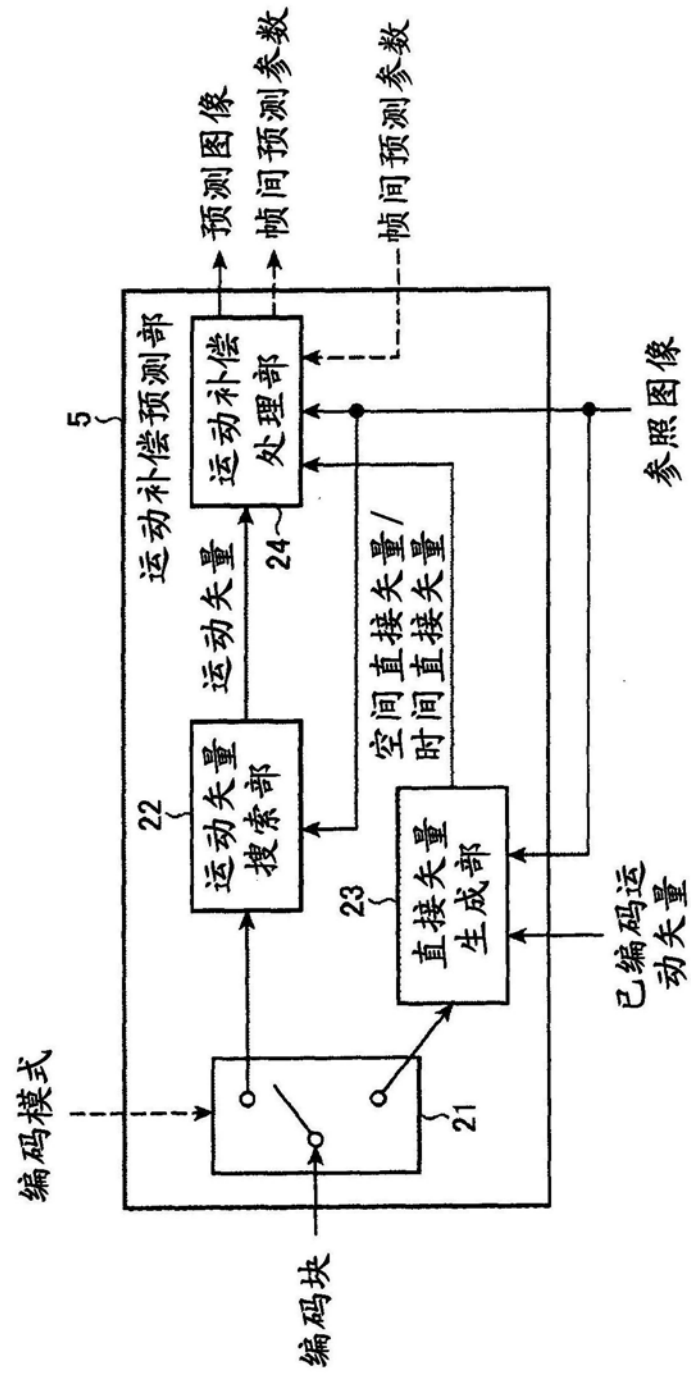 5
运动补偿预测部
编码模式
编码块
21
22
运动矢量
搜索部
运动矢量
24
运动补偿
处理部
预测图像
帧间预测参数
帧间预测参数
23
直接矢量
生成部
空间直接矢量/
时间直接矢量
已编码运
动矢量
参照图像